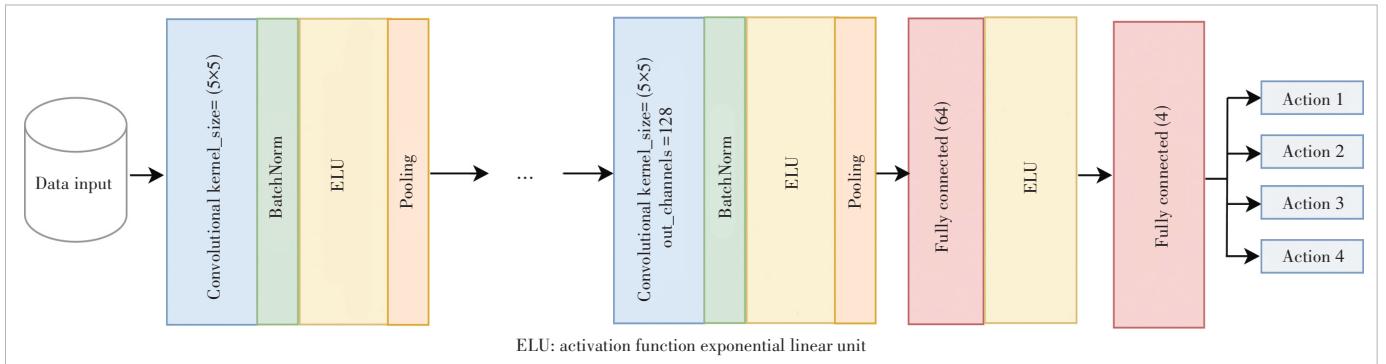 Data input
Convolutional kernel_size= (5×5)
BatchNorm
ELU
Pooling
...
Convolutional kernel_size= (5×5)
out_channels =128
BatchNorm
ELU
Pooling
Fully connected (64)
ELU
Fully connected (4)
Action 1
Action 2
Action 3
Action 4
ELU: activation function exponential linear unit